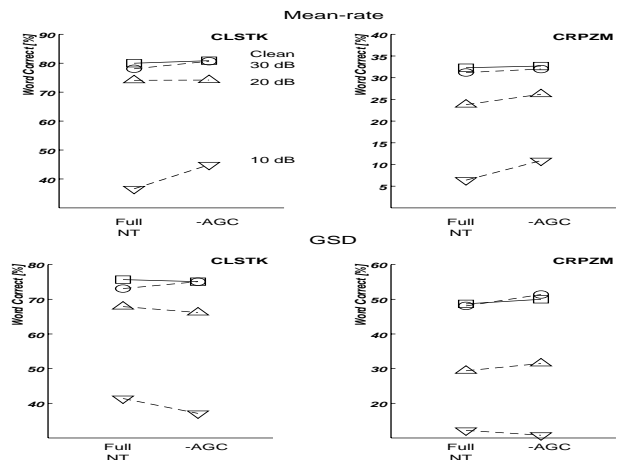 Mean-rate
CLSTK
Word Correct [%]
90
80
70
60
50
40
Clean
30 dB
20 dB
10 dB
Full
NT
-AGC
CRPZM
Word Correct [%]
40
35
30
25
20
15
10
5
Full
NT
-AGC
GSD
CLSTK
Word Correct [%]
80
70
60
50
40
Full
NT
-AGC
CRPZM
Word Correct [%]
60
50
40
30
20
Full
NT
-AGC